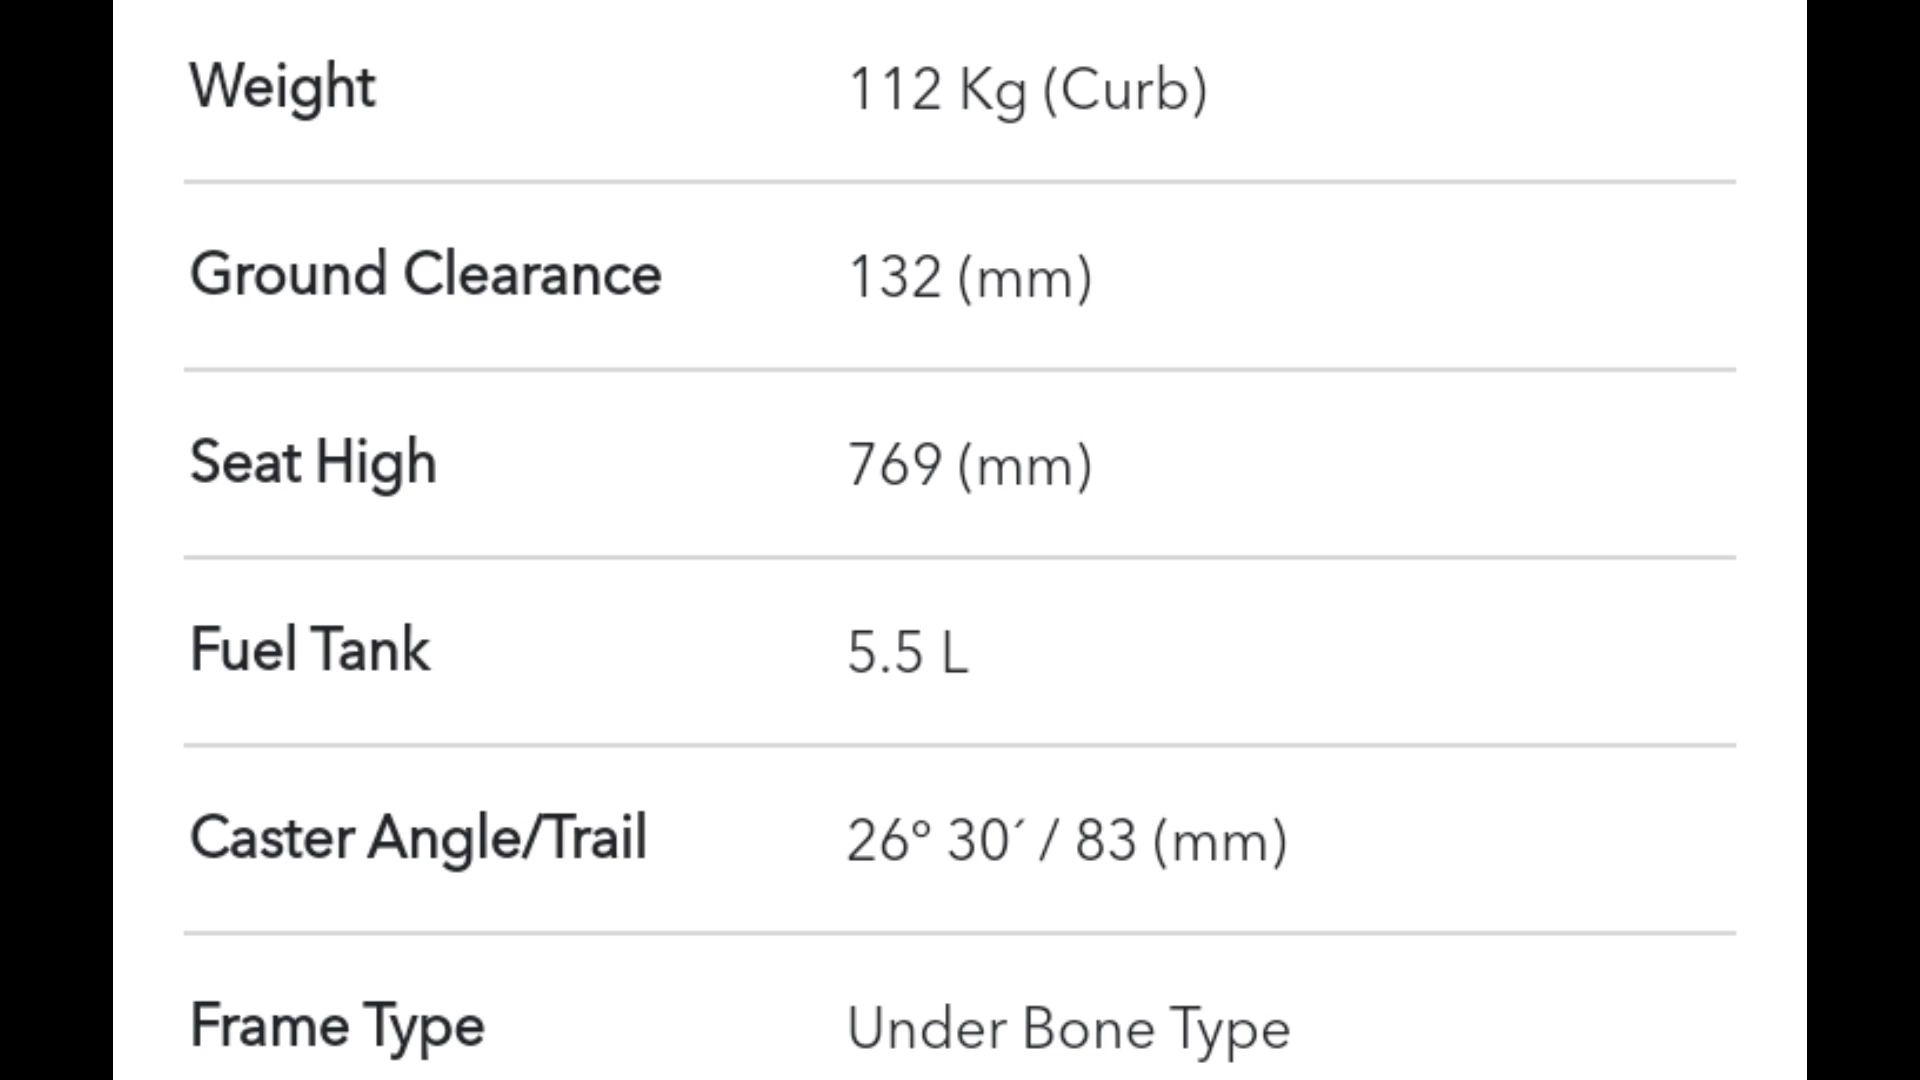 Weight 112 Kg (Curb)
Ground Clearance 132 (mm)
Seat High 769 (mm)
Fuel Tank 5.5 L
Caster Angle/Trail 26º 30´ / 83 (mm)
Frame Type Under Bone Type